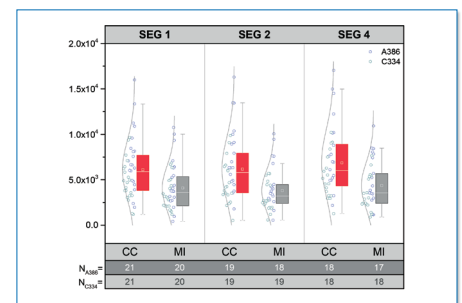 SEG 1 SEG 2 SEG 4
2.0x10⁴
A386
C334
1.5x10⁴
1.0x10⁴
5.0x10³
0.0
CC MI CC MI CC MI
N_A386= 21 20 19 18 18 17
N_C334= 21 20 19 19 18 18